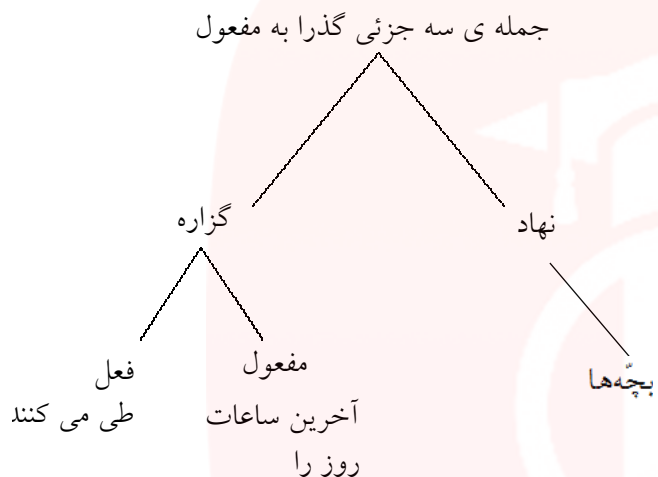 جمله ی سه جزئی گذرا به مفعول
نهاد
گزاره
بچّه‌ها
مفعول
آخرین ساعات
روز را
فعل
طی می کنند